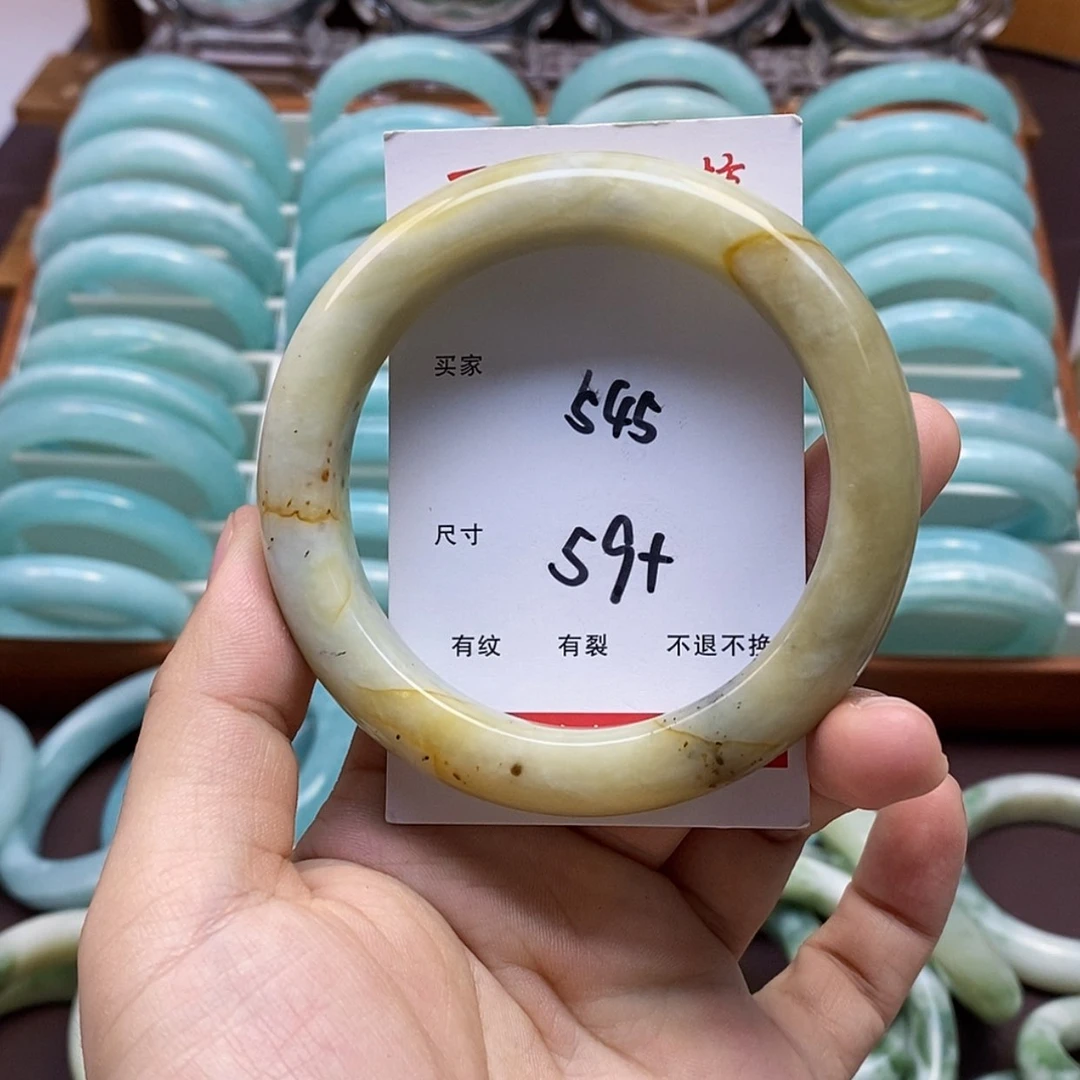 买家
545
尺寸
59+
有纹 有裂 不退不换